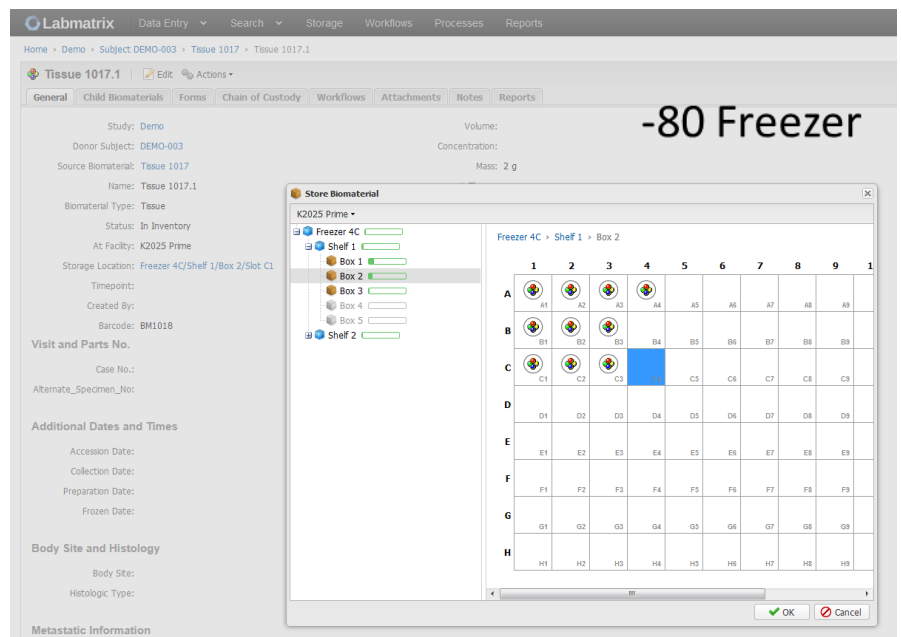 Labmatrix Data Entry Search Storage Workflows Processes Reports
Home › Demo › Subject DEMO-003 › Tissue 1017 › Tissue 1017.1
Tissue 1017.1 Edit Actions
General Child Biomaterials Forms Chain of Custody Workflows Attachments Notes Reports
-80 Freezer
Study: Demo Volume:
Donor Subject: DEMO-003 Concentration:
Source Biomaterial: Tissue 1017 Mass: 2 g
Name: Tissue 1017.1
Biomaterial Type: Tissue
Status: In Inventory
At Facility: K2025 Prime
Storage Location: Freezer 4C/Shelf 1/Box 2/Slot C1
Timepoint:
Created By:
Barcode: BM1018
Visit and Parts No.
Case No.:
Alternate_Specimen_No:
Additional Dates and Times
Accession Date:
Collection Date:
Preparation Date:
Frozen Date:
Body Site and Histology
Body Site:
Histologic Type:
Metastatic Information
Store Biomaterial
K2025 Prime
Freezer 4C
Shelf 1
Box 1
Box 2
Box 3
Box 4
Box 5
Shelf 2
Freezer 4C › Shelf 1 › Box 2
1 2 3 4 5 6 7 8 9 1
A A1 A2 A3 A4 A5 A6 A7 A8 A9
B B1 B2 B3 B4 B5 B6 B7 B8 B9
C C1 C2 C3 C5 C6 C7 C8 C9
D D1 D2 D3 D4 D5 D6 D7 D8 D9
E E1 E2 E3 E4 E5 E6 E7 E8 E9
F F1 F2 F3 F4 F5 F6 F7 F8 F9
G G1 G2 G3 G4 G5 G6 G7 G8 G9
H H1 H2 H3 H4 H5 H6 H7 H8 H9
OK Cancel